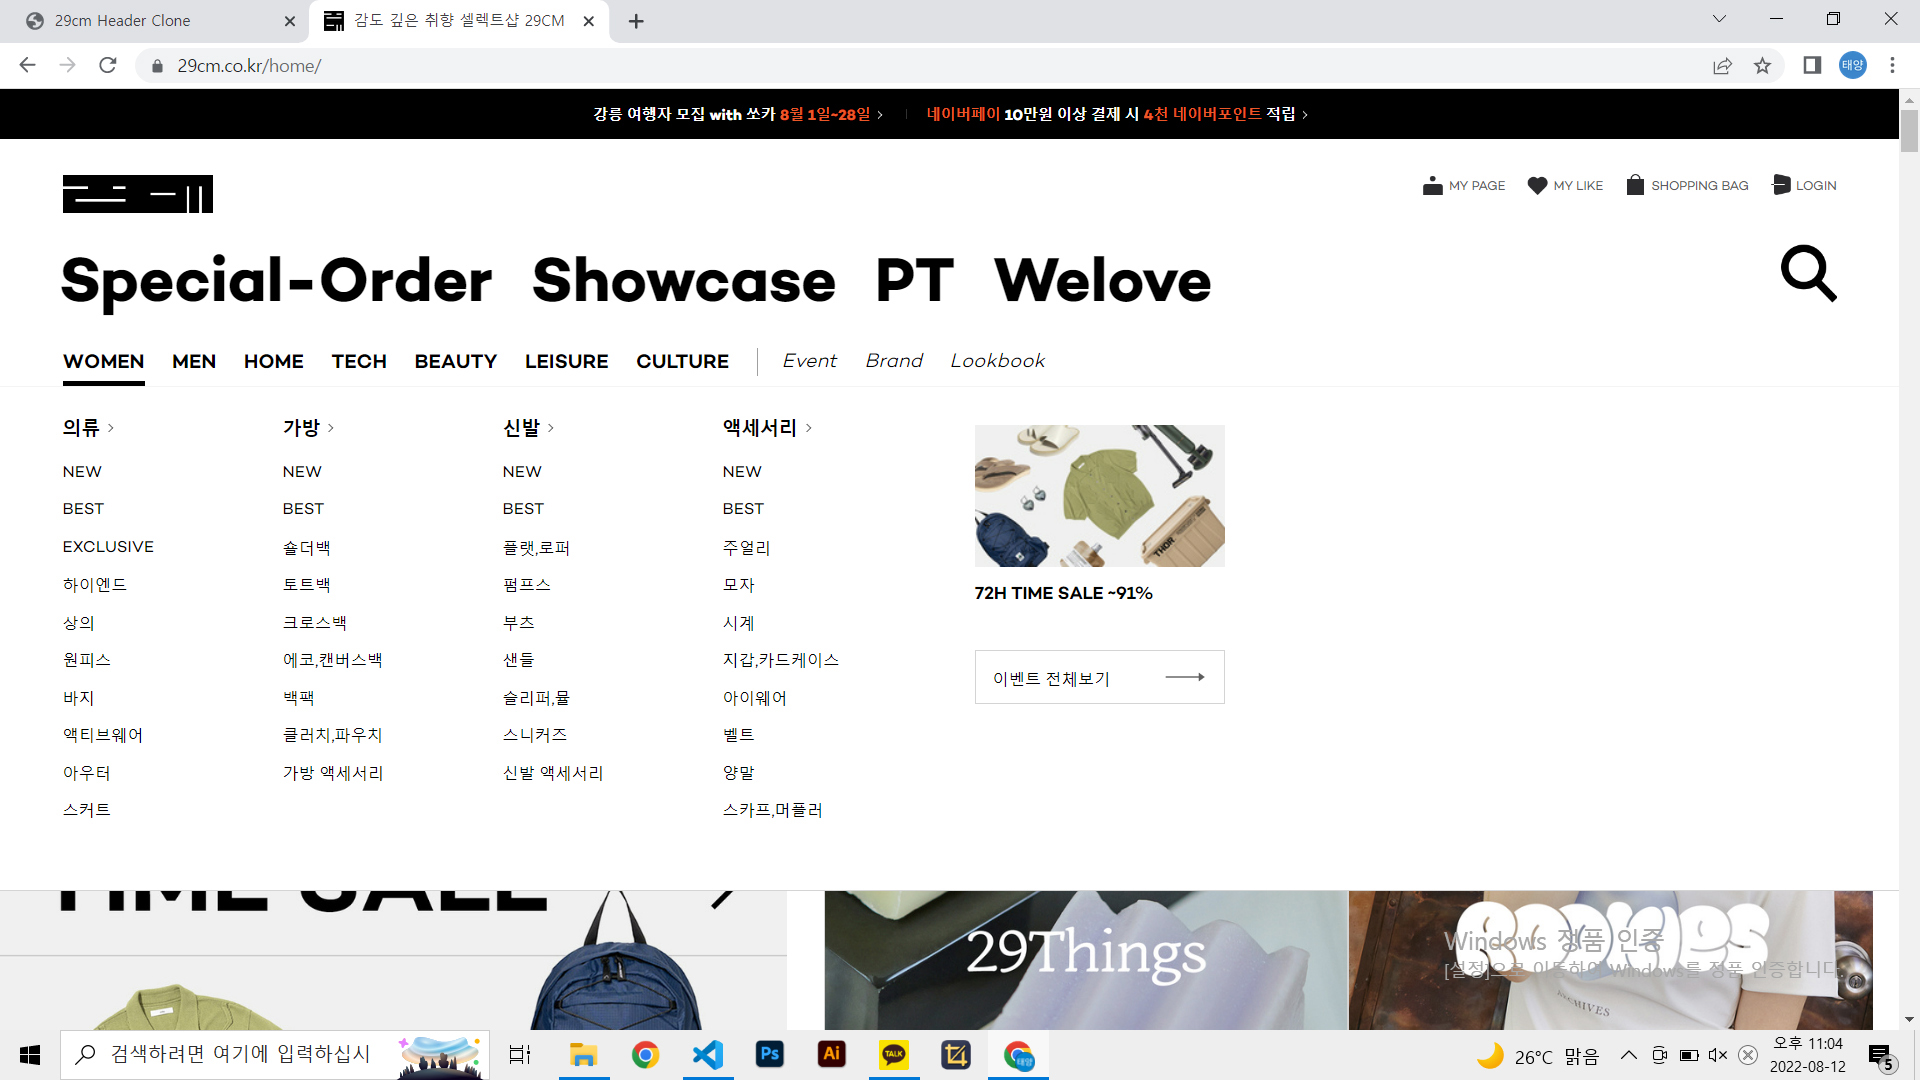 29cm Header Clone
감도 깊은 취향 셀렉트샵 29CM
29cm.co.kr/home/
태양
강릉 여행자 모집 with 쏘카 8월 1일~28일 > 네이버페이 10만원 이상 결제 시 4천 네이버포인트 적립 >
MY PAGE MY LIKE SHOPPING BAG LOGIN
Special-Order Showcase PT Welove
WOMEN MEN HOME TECH BEAUTY LEISURE CULTURE Event Brand Lookbook
의류 >
NEW
BEST
EXCLUSIVE
하이엔드
상의
원피스
바지
액티브웨어
아우터
스커트
가방 >
NEW
BEST
숄더백
토트백
크로스백
에코,캔버스백
백팩
클러치,파우치
가방 액세서리
신발 >
NEW
BEST
플랫,로퍼
펌프스
부츠
샌들
슬리퍼,뮬
스니커즈
신발 액세서리
액세서리 >
NEW
BEST
주얼리
모자
시계
지갑,카드케이스
아이웨어
벨트
양말
스카프,머플러
THOR
72H TIME SALE ~91%
이벤트 전체보기
TIME SALE
29Things
ARCHIVES
Windows 정품 인증
[설정]으로 이동하여 Windows를 정품 인증합니다.
검색하려면 여기에 입력하십시
Ps
Ai
TALK
태양
26°C 맑음
오후 11:04
2022-08-12
5